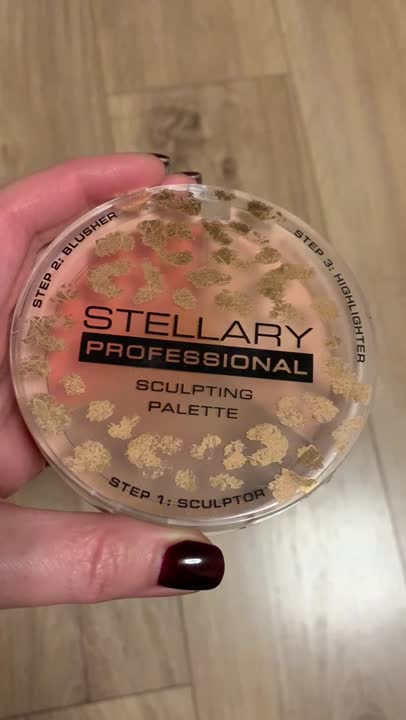 STEP 2: BLUSHER
STEP 3: HIGHLIGHTER
STELLARY
PROFESSIONAL
SCULPTING
PALETTE
STEP 1: SCULPTOR